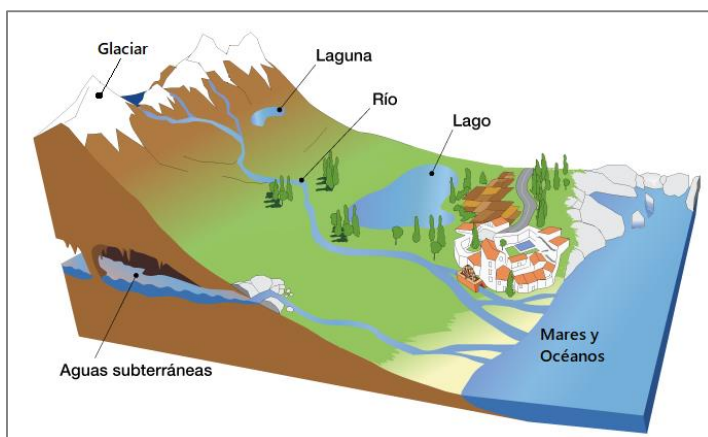 Glaciar
Laguna
Río
Lago
Mares y
Océanos
Aguas subterráneas